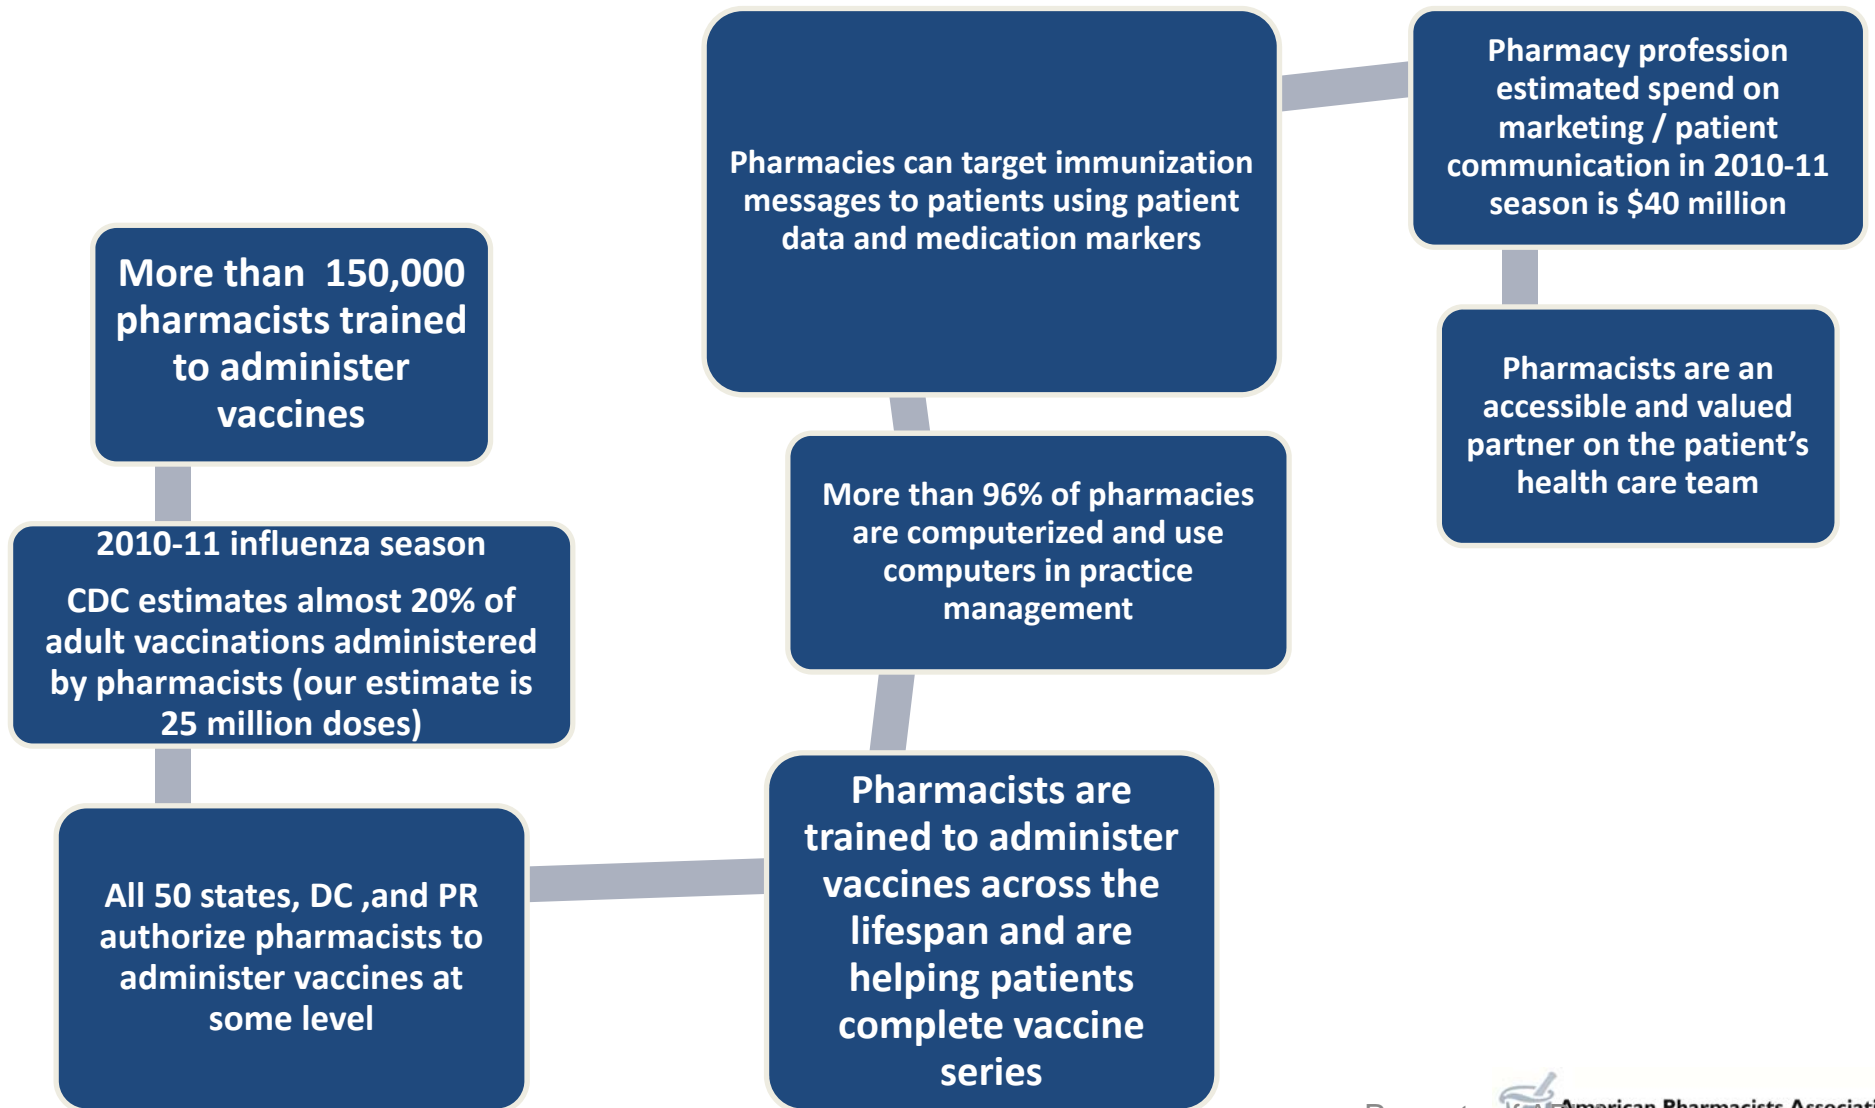 More than 150,000
pharmacists trained
to administer
vaccines
2010-11 influenza season
CDC estimates almost 20% of
adult vaccinations administered
by pharmacists (our estimate is
25 million doses)
All 50 states, DC ,and PR
authorize pharmacists to
administer vaccines at
some level
Pharmacists are
trained to administer
vaccines across the
lifespan and are
helping patients
complete vaccine
series
More than 96% of pharmacies
are computerized and use
computers in practice
management
Pharmacies can target immunization
messages to patients using patient
data and medication markers
Pharmacy profession
estimated spend on
marketing / patient
communication in 2010-11
season is $40 million
Pharmacists are an
accessible and valued
partner on the patient’s
health care team
American Pharmacists